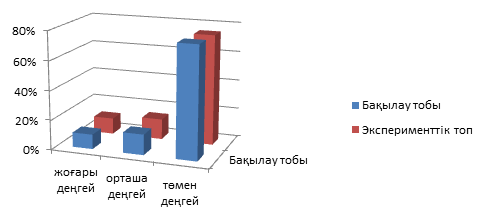 80%
60%
40%
20%
0%
жоғары
деңгей
орташа
деңгей
төмен
деңгей
Бақылау тобы
Бақылау тобы
Эксперименттік топ